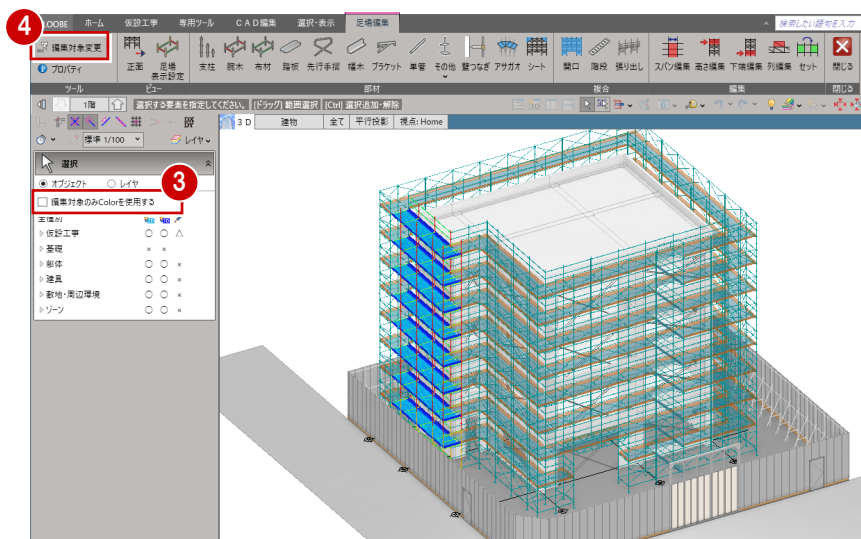 4
LOOBE ホーム 仮設工事 専用ツール CAD編集 選択・表示 足場編集 検索したい語句を入力
編集対象変更
プロパティ
正面 足場表示設定
支柱 腕木 布材 踏板 先行手摺 幅木 ブラケット 単管 その他 壁つなぎ アサガオ シート
開口 階段 張り出し
スパン編集 高さ編集 下端編集 列編集 セット
閉じる
ツール ビュー 部材 複合 編集 閉じる
1階 選択する要素を指定してください。 [ドラッグ] 範囲選択 [Ctrl] 選択追加・解除
3D 建物 全て 平行投影 視点: Home
標準 1/100 レイヤ
選択
オブジェクト レイヤ
3
編集対象のみColorを使用する
全種別
仮設工事 〇 〇 △
基礎 × ×
躯体 〇 〇 ×
建具 〇 〇 ×
敷地・周辺環境 〇 〇 ×
ゾーン 〇 〇 ×